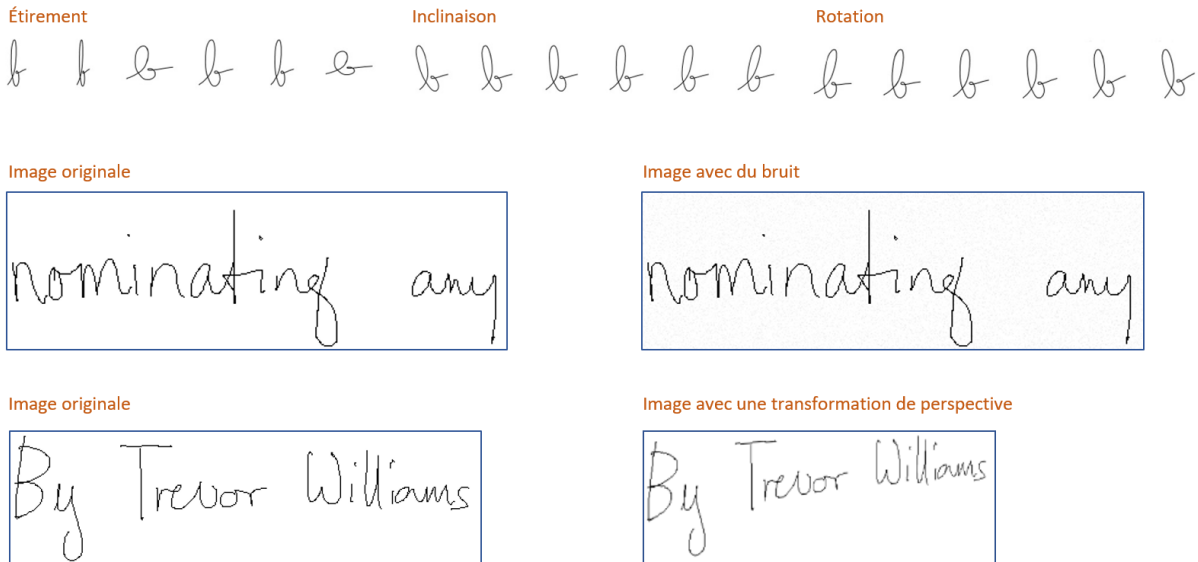 Étirement Inclinaison Rotation
b b b b b b b b b b b b b b b b b b
Image originale Image avec du bruit
nominating any nominating any
Image originale Image avec une transformation de perspective
By Trevor Williams By Trevor Williams